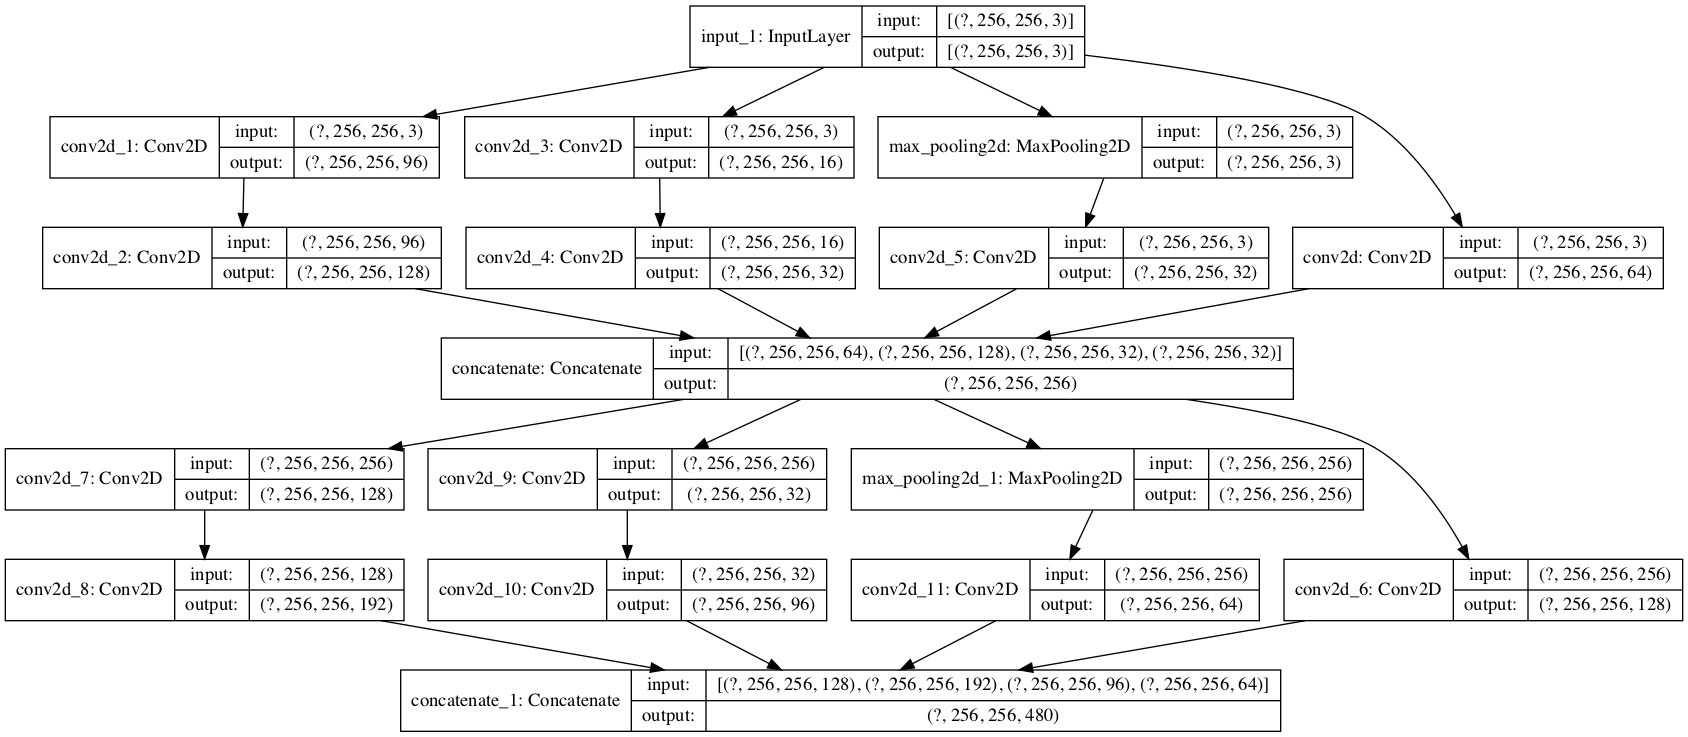 input_1: InputLayer
input: [(?, 256, 256, 3)]
output: [(?, 256, 256, 3)]
conv2d_1: Conv2D
input: (?, 256, 256, 3)
output: (?, 256, 256, 96)
conv2d_3: Conv2D
input: (?, 256, 256, 3)
output: (?, 256, 256, 16)
max_pooling2d: MaxPooling2D
input: (?, 256, 256, 3)
output: (?, 256, 256, 3)
conv2d_2: Conv2D
input: (?, 256, 256, 96)
output: (?, 256, 256, 128)
conv2d_4: Conv2D
input: (?, 256, 256, 16)
output: (?, 256, 256, 32)
conv2d_5: Conv2D
input: (?, 256, 256, 3)
output: (?, 256, 256, 32)
conv2d: Conv2D
input: (?, 256, 256, 3)
output: (?, 256, 256, 64)
concatenate: Concatenate
input: [(?, 256, 256, 64), (?, 256, 256, 128), (?, 256, 256, 32), (?, 256, 256, 32)]
output: (?, 256, 256, 256)
conv2d_7: Conv2D
input: (?, 256, 256, 256)
output: (?, 256, 256, 128)
conv2d_9: Conv2D
input: (?, 256, 256, 256)
output: (?, 256, 256, 32)
max_pooling2d_1: MaxPooling2D
input: (?, 256, 256, 256)
output: (?, 256, 256, 256)
conv2d_8: Conv2D
input: (?, 256, 256, 128)
output: (?, 256, 256, 192)
conv2d_10: Conv2D
input: (?, 256, 256, 32)
output: (?, 256, 256, 96)
conv2d_11: Conv2D
input: (?, 256, 256, 256)
output: (?, 256, 256, 64)
conv2d_6: Conv2D
input: (?, 256, 256, 256)
output: (?, 256, 256, 128)
concatenate_1: Concatenate
input: [(?, 256, 256, 128), (?, 256, 256, 192), (?, 256, 256, 96), (?, 256, 256, 64)]
output: (?, 256, 256, 480)